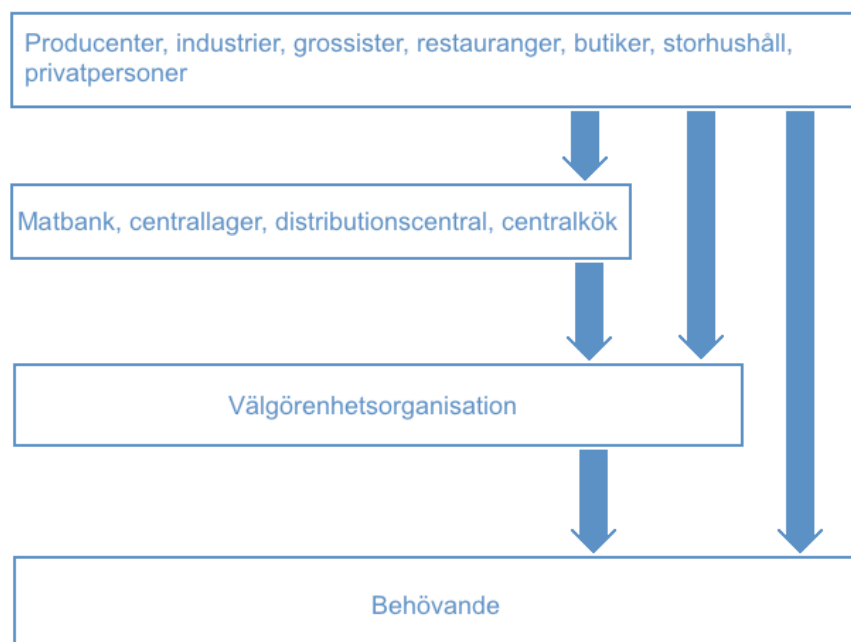 Producenter, industrier, grossister, restauranger, butiker, storhushåll,
privatpersoner
Matbank, centrallager, distributionscentral, centralkök
Välgörenhetsorganisation
Behövande